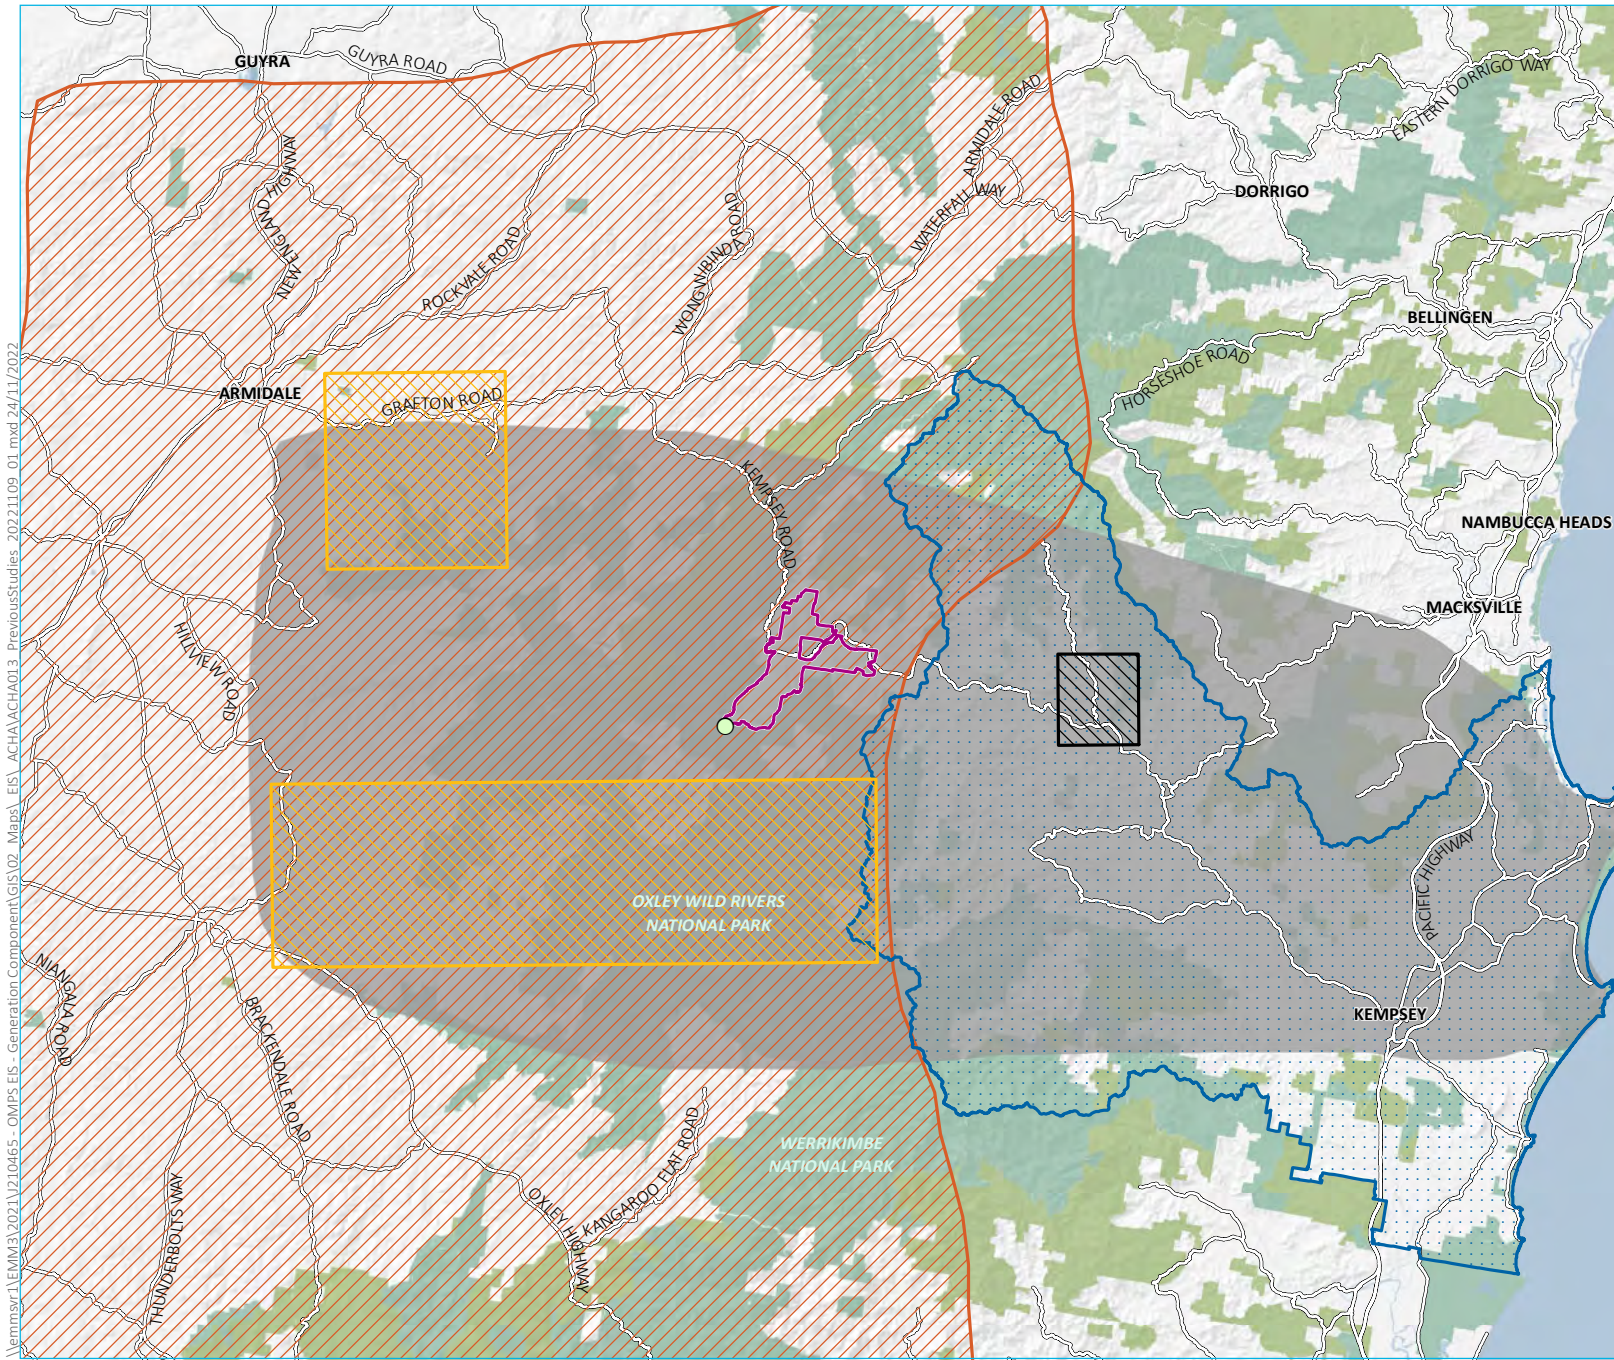 GUYRA
GUYRA ROAD
ARMIDALE ROAD
EASTERN DORRIGO WAY
NEW ENGLAND HIGHWAY
WATERFALL WAY
DORRIGO
ROCKVALE ROAD
WONGWIBINDA ROAD
BELLINGEN
HORSESHOE ROAD
ARMIDALE
GRAFTON ROAD
KEMPSEY ROAD
NAMBUCCA HEADS
MACKSVILLE
HILLVIEW ROAD
OXLEY WILD RIVERS
NATIONAL PARK
PACIFIC HIGHWAY
NIANGALA ROAD
BRACKENDALE ROAD
KEMPSEY
WERRIKIMBE
NATIONAL PARK
KANGAROO FLAT ROAD
OXLEY HIGHWAY
THUNDERBOLTS WAY
\\emmsvr1\EMM3\2021\J210465 - OMPS EIS - Generation Component\GIS\02_Maps\_EIS\_ACHA\ACHA013_PreviousStudies_20221109_01.mxd 24/11/2022